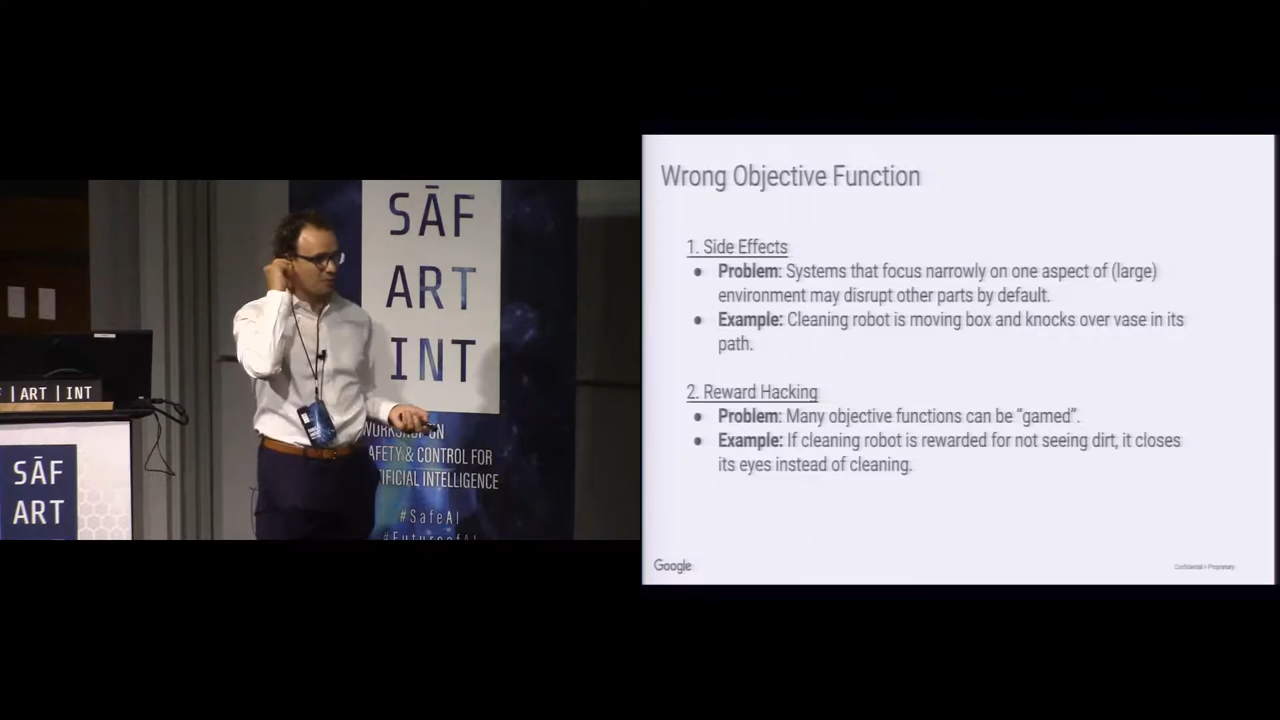 SĀF
ART
INT
WORKSHOP ON
SAFETY & CONTROL FOR
ARTIFICIAL INTELLIGENCE
#SafeAI
#FutureofAI
| ART | INT
SĀF
ART
Wrong Objective Function
1. Side Effects
● Problem: Systems that focus narrowly on one aspect of (large)
environment may disrupt other parts by default.
● Example: Cleaning robot is moving box and knocks over vase in its
path.
2. Reward Hacking
● Problem: Many objective functions can be “gamed”.
● Example: If cleaning robot is rewarded for not seeing dirt, it closes
its eyes instead of cleaning.
Google
Confidential + Proprietary